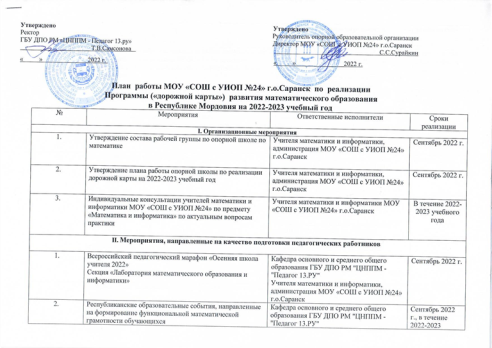 Утверждено
Ректор
ГБУ ДПО РМ «ЦНППМ - Педагог 13.ру»
Т.В.Самсонова
« » 2022 г.
Утверждено
Руководитель опорной образовательной организации
Директор МОУ «СОШ с УИОП №24» г.о.Саранск
С.С.Сурайкин
« » 2022 г.
План работы МОУ «СОШ с УИОП №24» г.о.Саранск по реализации
Программы («дорожной карты») развития математического образования
в Республике Мордовия на 2022-2023 учебный год
№ Мероприятия Ответственные исполнители Сроки
реализации
I. Организационные мероприятия
1. Утверждение состава рабочей группы по опорной школе по
математике
Учителя математики и информатики,
администрация МОУ «СОШ с УИОП №24»
г.о.Саранск
Сентябрь 2022 г.
2. Утверждение плана работы опорной школы по реализации
дорожной карты на 2022-2023 учебный год
Учителя математики и информатики,
администрация МОУ «СОШ с УИОП №24»
г.о.Саранск
Сентябрь 2022 г.
3. Индивидуальные консультации учителей математики и
информатики МОУ «СОШ с УИОП №24» по предмету
«Математика и информатика» по актуальным вопросам
практики
Учителя математики и информатики МОУ
«СОШ с УИОП №24» г.о.Саранск
В течение 2022-
2023 учебного
года
II. Мероприятия, направленные на качество подготовки педагогических работников
1. Всероссийский педагогический марафон «Осенняя школа
учителя 2022»
Секция «Лаборатория математического образования и
информатики»
Кафедра основного и среднего общего
образования ГБУ ДПО РМ "ЦНППМ -
"Педагог 13.РУ"
Учителя математики и информатики,
администрация МОУ «СОШ с УИОП №24»
г.о.Саранск
Сентябрь 2022 г.
2. Республиканские образовательные события, направленные
на формирование функциональной математической
грамотности обучающихся
Кафедра основного и среднего общего
образования ГБУ ДПО РМ "ЦНППМ -
"Педагог 13.РУ"
Сентябрь 2022
г., в течение
2022-2023